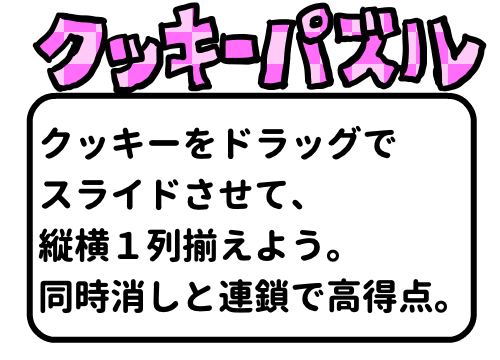 クッキーパズル
クッキーをドラッグで
スライドさせて、
縦横１列揃えよう。
同時消しと連鎖で高得点。